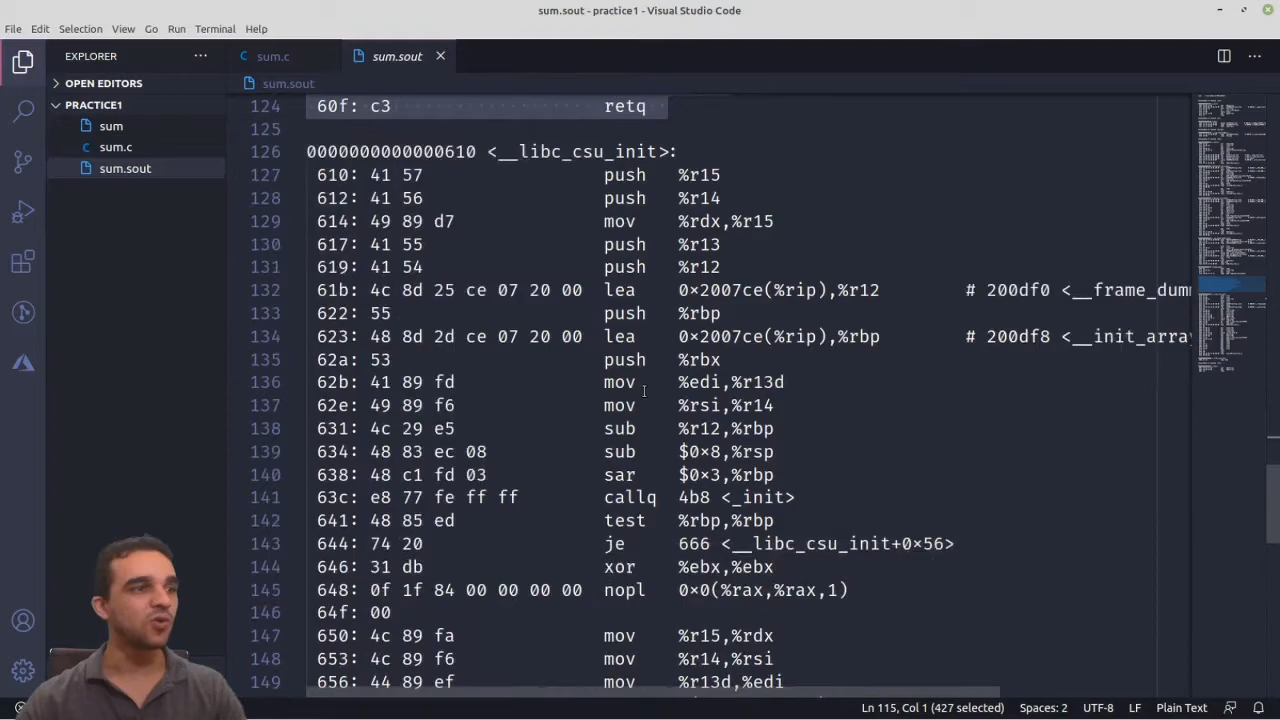 sum.sout - practice1 - Visual Studio Code
File Edit Selection View Go Run Terminal Help
EXPLORER
sum.c
sum.sout
OPEN EDITORS
sum.sout
PRACTICE1
sum
sum.c
sum.sout
124 60f: c3 retq
125
126 0000000000000610 <__libc_csu_init>:
127 610: 41 57 push %r15
128 612: 41 56 push %r14
129 614: 49 89 d7 mov %rdx,%r15
130 617: 41 55 push %r13
131 619: 41 54 push %r12
132 61b: 4c 8d 25 ce 07 20 00 lea 0×2007ce(%rip),%r12 # 200df0 <__frame_dum
133 622: 55 push %rbp
134 623: 48 8d 2d ce 07 20 00 lea 0×2007ce(%rip),%rbp # 200df8 <__init_arra
135 62a: 53 push %rbx
136 62b: 41 89 fd mov %edi,%r13d
137 62e: 49 89 f6 mov %rsi,%r14
138 631: 4c 29 e5 sub %r12,%rbp
139 634: 48 83 ec 08 sub $0×8,%rsp
140 638: 48 c1 fd 03 sar $0×3,%rbp
141 63c: e8 77 fe ff ff callq 4b8 <_init>
142 641: 48 85 ed test %rbp,%rbp
143 644: 74 20 je 666 <__libc_csu_init+0×56>
144 646: 31 db xor %ebx,%ebx
145 648: 0f 1f 84 00 00 00 00 nopl 0×0(%rax,%rax,1)
146 64f: 00
147 650: 4c 89 fa mov %r15,%rdx
148 653: 4c 89 f6 mov %r14,%rsi
149 656: 44 89 ef mov %r13d,%edi
Ln 115, Col 1 (427 selected) Spaces: 2 UTF-8 LF Plain Text